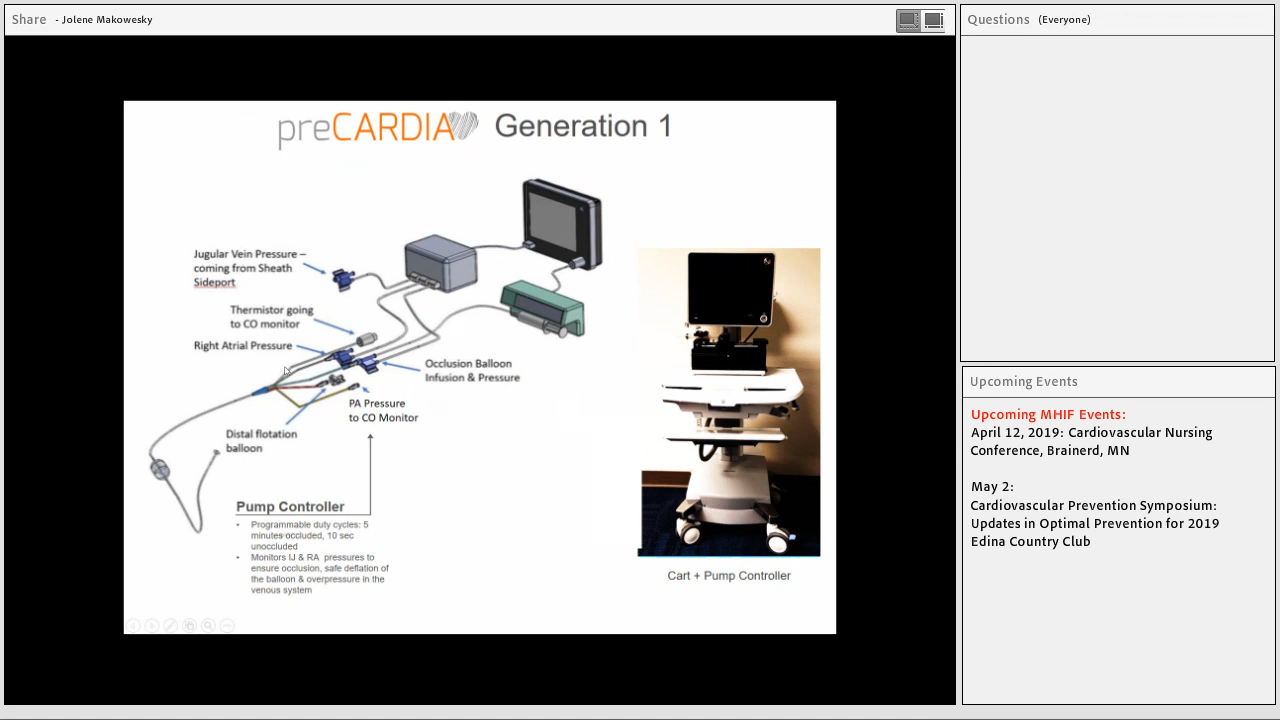 Share - Jolene Makowesky
Questions (Everyone)
preCARDIA Generation 1
Jugular Vein Pressure –
coming from Sheath
Sideport
Thermistor going
to CO monitor
Right Atrial Pressure
Occlusion Balloon
Infusion & Pressure
PA Pressure
to CO Monitor
Distal flotation
balloon
Pump Controller
• Programmable duty cycles: 5
minutes occluded, 10 sec
unoccluded
• Monitors IJ & RA pressures to
ensure occlusion, safe deflation of
the balloon & overpressure in the
venous system
Cart + Pump Controller
Upcoming Events
Upcoming MHIF Events:
April 12, 2019: Cardiovascular Nursing
Conference, Brainerd, MN
May 2:
Cardiovascular Prevention Symposium:
Updates in Optimal Prevention for 2019
Edina Country Club